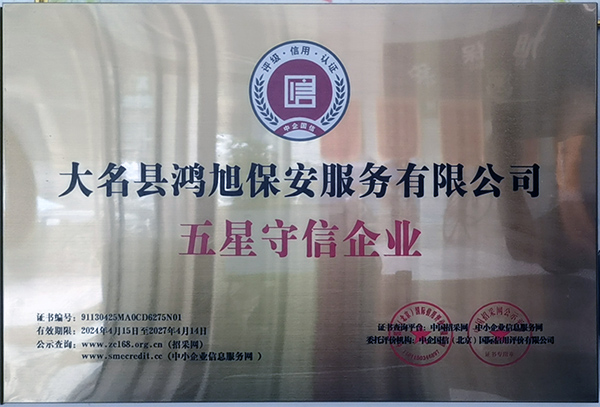 评级·信用·认证
信
中企国信
大名县鸿旭保安服务有限公司
五星守信企业
证书编号：91130425MA0CD6275N01
有效期限：2024年4月15日至2027年4月14日
公示查询：www.zc168.org.cn（招采网）
www.smecredit.cc（中小企业信息服务网）
证书查询平台：中国招采网 中小企业信息服务网
委托评价机构：中企国信（北京）国际信用评价有限公司
证书专用章